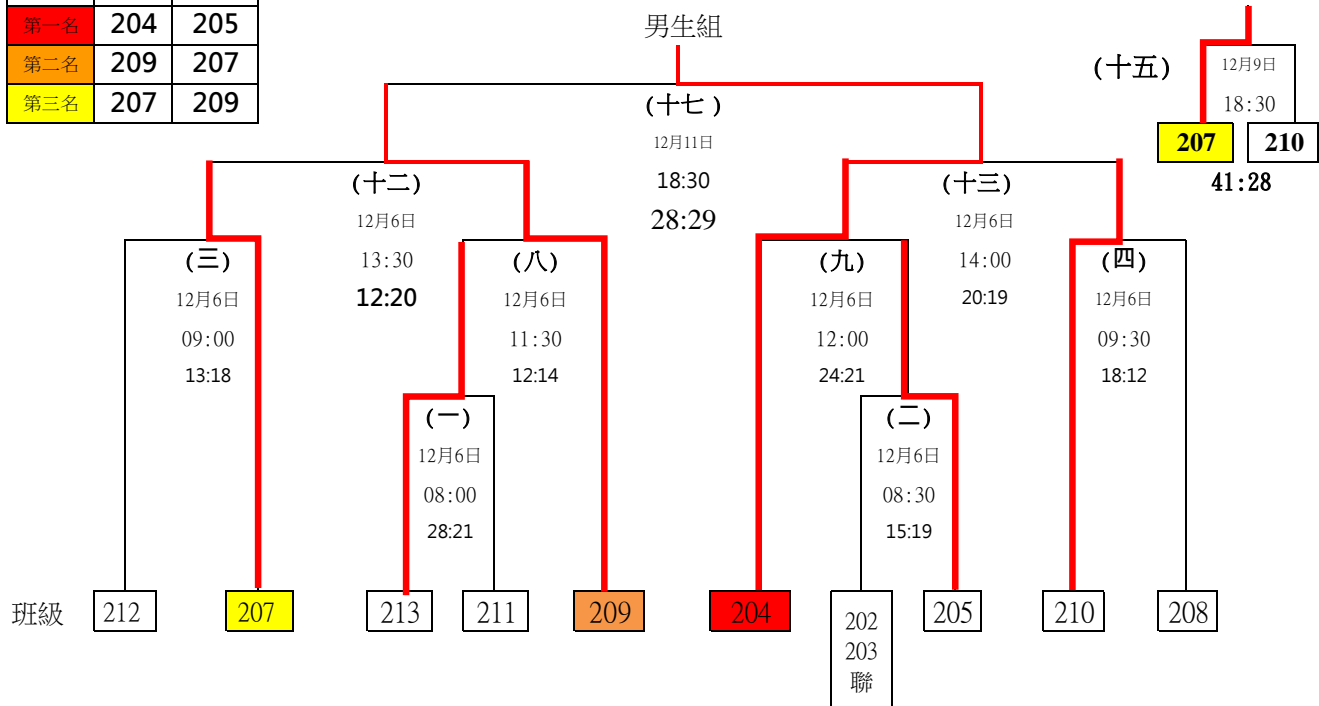 第一名 204 205
第二名 209 207
第三名 207 209
男生組
(十五)
12月9日
18:30
207 210
41:28
(十七)
12月11日
18:30
28:29
(十二)
12月6日
13:30
12:20
(十三)
12月6日
14:00
20:19
(三)
12月6日
09:00
13:18
(八)
12月6日
11:30
12:14
(九)
12月6日
12:00
24:21
(四)
12月6日
09:30
18:12
(一)
12月6日
08:00
28:21
(二)
12月6日
08:30
15:19
班級 212 207 213 211 209 204 202 205 210 208
203
聯